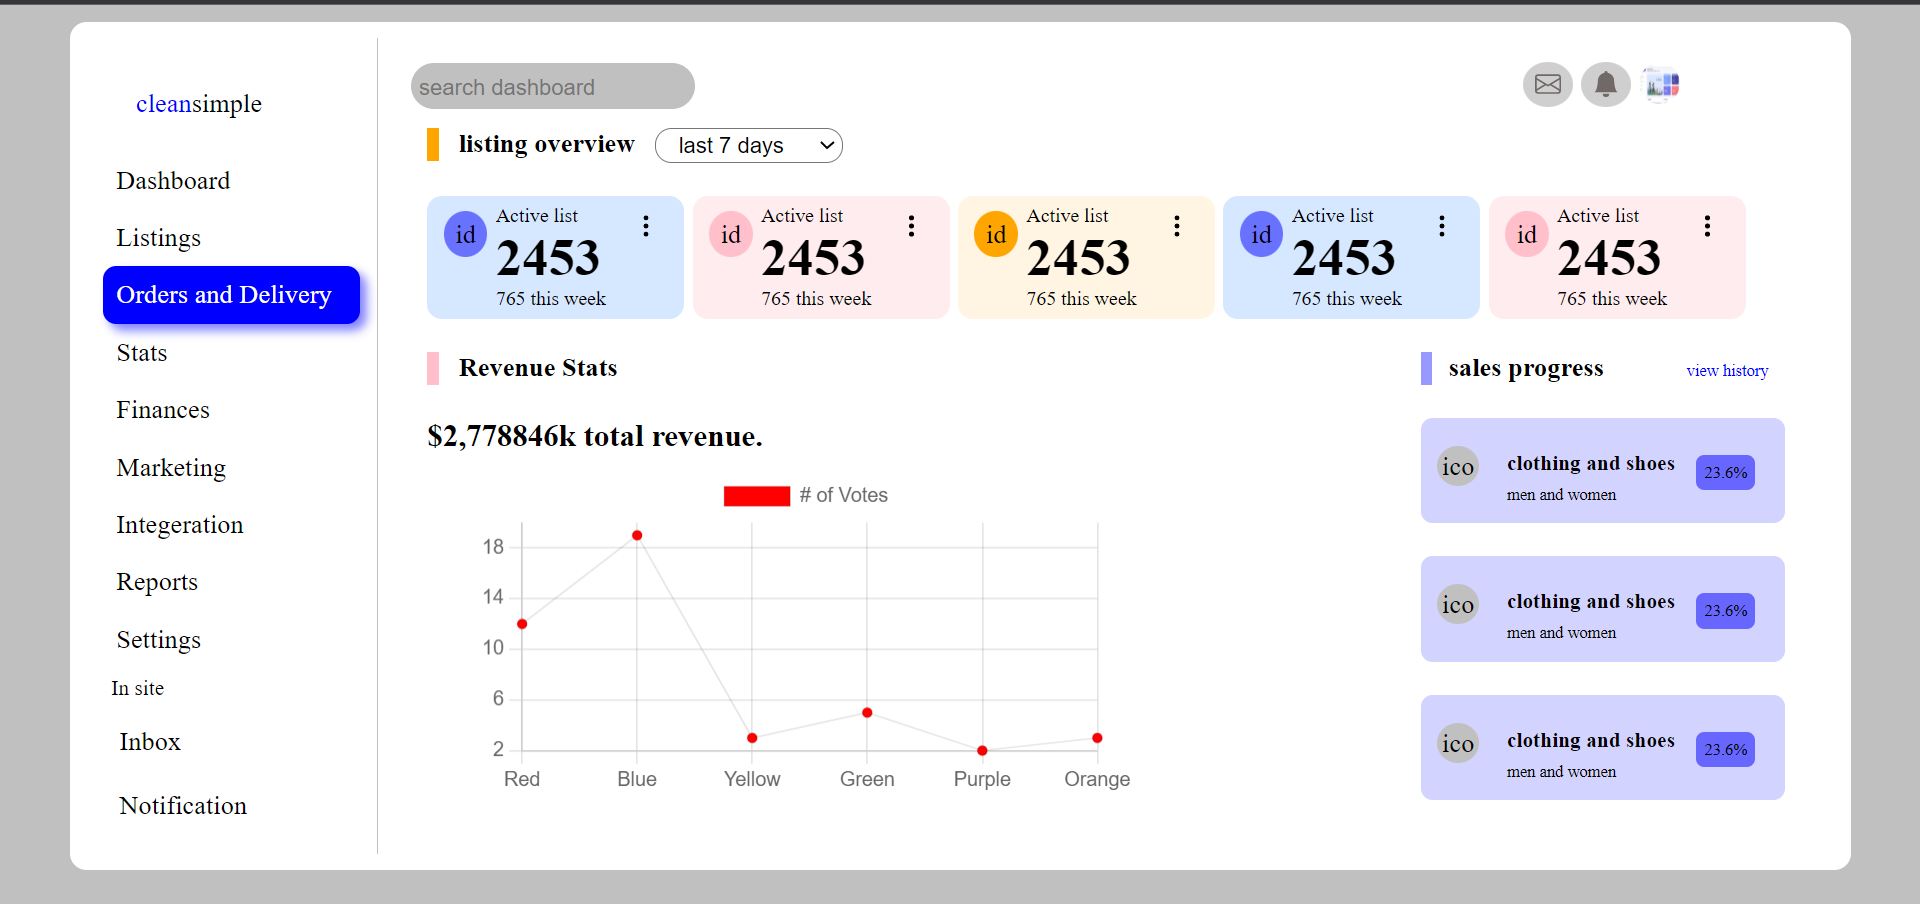 cleansimple
Dashboard
Listings
Orders and Delivery
Stats
Finances
Marketing
Integeration
Reports
Settings
In site
Inbox
Notification
search dashboard
listing overview last 7 days
id Active list
2453
765 this week
id Active list
2453
765 this week
id Active list
2453
765 this week
id Active list
2453
765 this week
id Active list
2453
765 this week
Revenue Stats
$2,778846k total revenue.
# of Votes
18
14
10
6
2
Red Blue Yellow Green Purple Orange
sales progress view history
ico clothing and shoes 23.6%
men and women
ico clothing and shoes 23.6%
men and women
ico clothing and shoes 23.6%
men and women